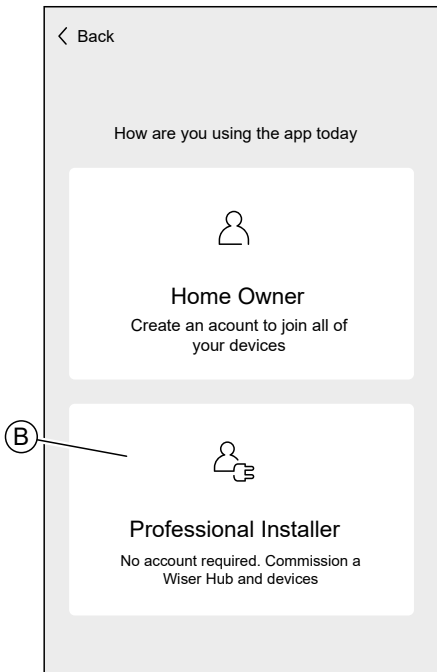 Back
How are you using the app today
Home Owner
Create an acount to join all of
your devices
B
Professional Installer
No account required. Commission a
Wiser Hub and devices